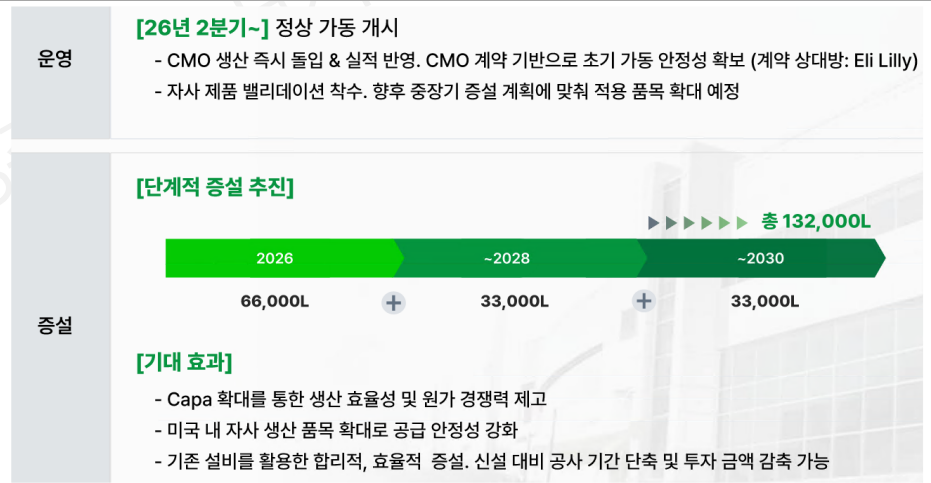 운영
[26년 2분기~] 정상 가동 개시
- CMO 생산 즉시 돌입 & 실적 반영. CMO 계약 기반으로 초기 가동 안정성 확보 (계약 상대방: Eli Lilly)
- 자사 제품 밸리데이션 착수. 향후 중장기 증설 계획에 맞춰 적용 품목 확대 예정
증설
[단계적 증설 추진]
총 132,000L
2026 ~2028 ~2030
66,000L + 33,000L + 33,000L
[기대 효과]
- Capa 확대를 통한 생산 효율성 및 원가 경쟁력 제고
- 미국 내 자사 생산 품목 확대로 공급 안정성 강화
- 기존 설비를 활용한 합리적, 효율적 증설. 신설 대비 공사 기간 단축 및 투자 금액 감축 가능